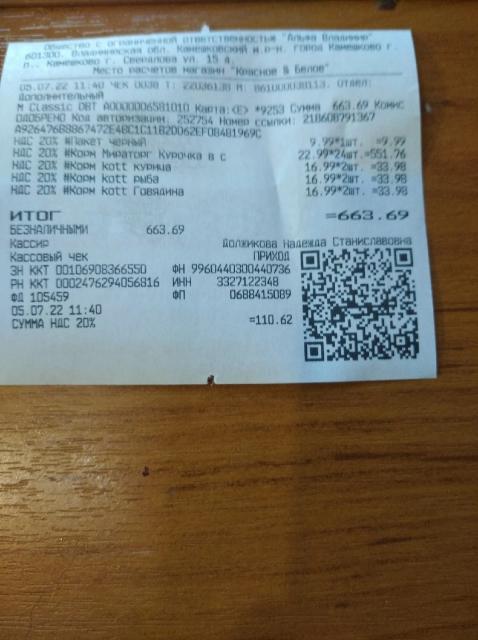 Общество с ограниченной ответственностью "Альфа Владимир"
601300, Владимирская обл. Камешковский м.р-н. город Камешково г.
п., Камешково г. Свердлова ул. 15 д.
Место расчетов магазин "Красное & Белое"
05.07.22 11:40 ЧЕК 0038 Т: 22036138 М: 861000038113. Отдел:
Дополнительный
M Classic DBT A0000006581010 Карта:<E> *9253 Сумма 663.69 Комис
ОДОБРЕНО Код авторизации: 252754 Номер ссылки: 218608791367
A926476B8867472E4BC1C11B20062EF08481969C
НДС 20% #Пакет черный 9.99*1шт. =9.99
НДС 20% #Корм Мираторг Курочка в с 22.99*24шт.=551.76
НДС 20% #Корм kott курица 16.99*2шт. =33.98
НДС 20% #Корм kott рыба 16.99*2шт. =33.98
НДС 20% #Корм kott Говядина 16.99*2шт. =33.98
ИТОГ =663.69
БЕЗНАЛИЧНЫМИ 663.69
Кассир Должикова Надежда Станиславовна
Кассовый чек ПРИХОД
ЗН ККТ 00106908366550 ФН 9960440300440736
РН ККТ 0002476294056816 ИНН 3327122348
ФД 105459 ФП 0688415089
05.07.22 11:40
СУММА НДС 20% =110.62